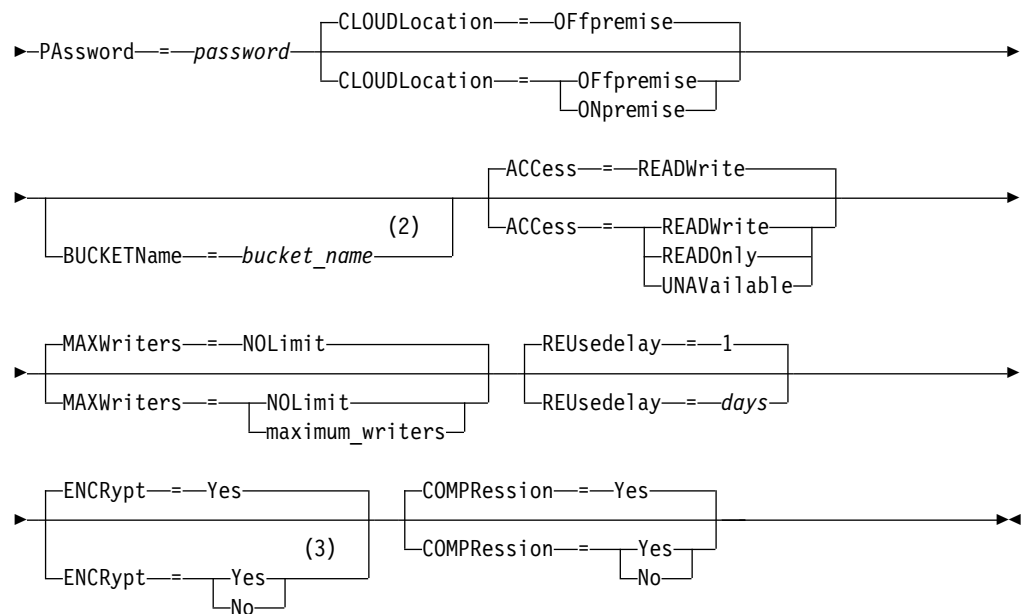 CLOUDLocation = OFfpremise
PAssword = password
CLOUDLocation = OFfpremise
ONpremise
ACCess = READWrite
(2)
BUCKETName = bucket_name
ACCess = READWrite
READOnly
UNAVailable
MAXWriters = NOLimit
REUsedelay = 1
MAXWriters = NOLimit
maximum_writers
REUsedelay = days
ENCRypt = Yes
COMPRession = Yes
(3)
ENCRypt = Yes
No
COMPRession = Yes
No